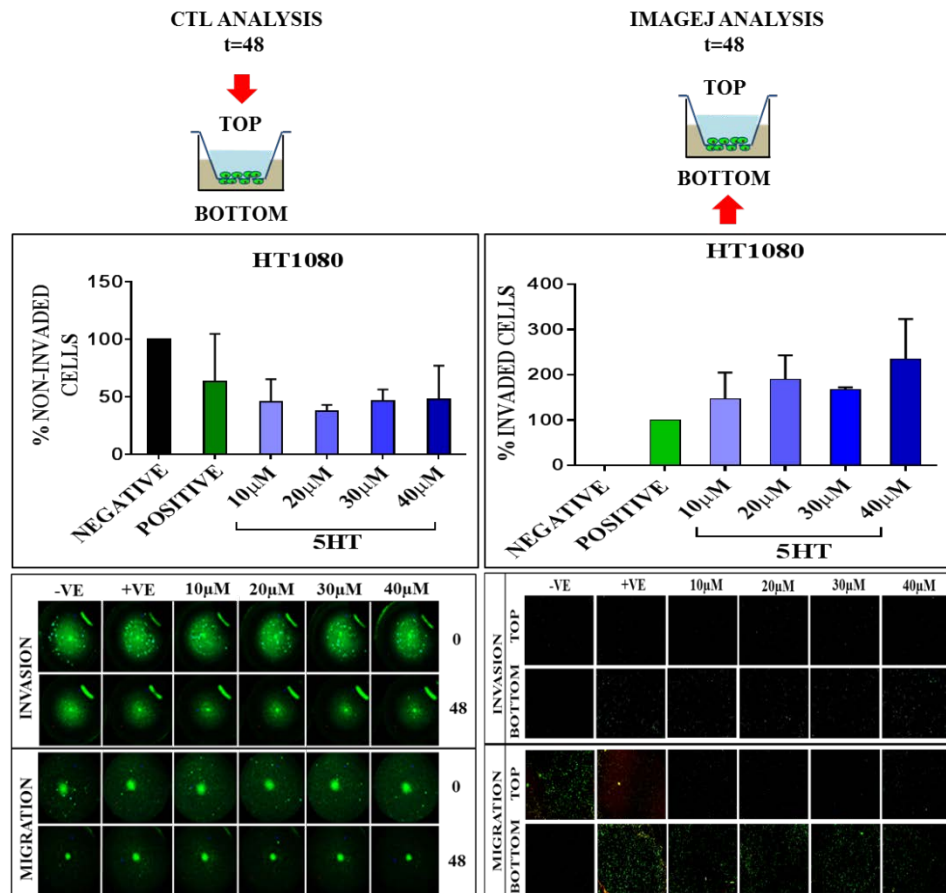 CTL ANALYSIS
t=48
TOP
BOTTOM
HT1080
% NON-INVADED
CELLS
150
100
50
0
NEGATIVE
POSITIVE
10µM
20µM
30µM
40µM
5HT
-VE +VE 10µM 20µM 30µM 40µM
INVASION
0
48
MIGRATION
0
48
IMAGEJ ANALYSIS
t=48
TOP
BOTTOM
HT1080
% INVADED CELLS
400
300
200
100
0
NEGATIVE
POSITIVE
10µM
20µM
30µM
40µM
5HT
-VE +VE 10µM 20µM 30µM 40µM
INVASION
TOP
BOTTOM
MIGRATION
TOP
BOTTOM